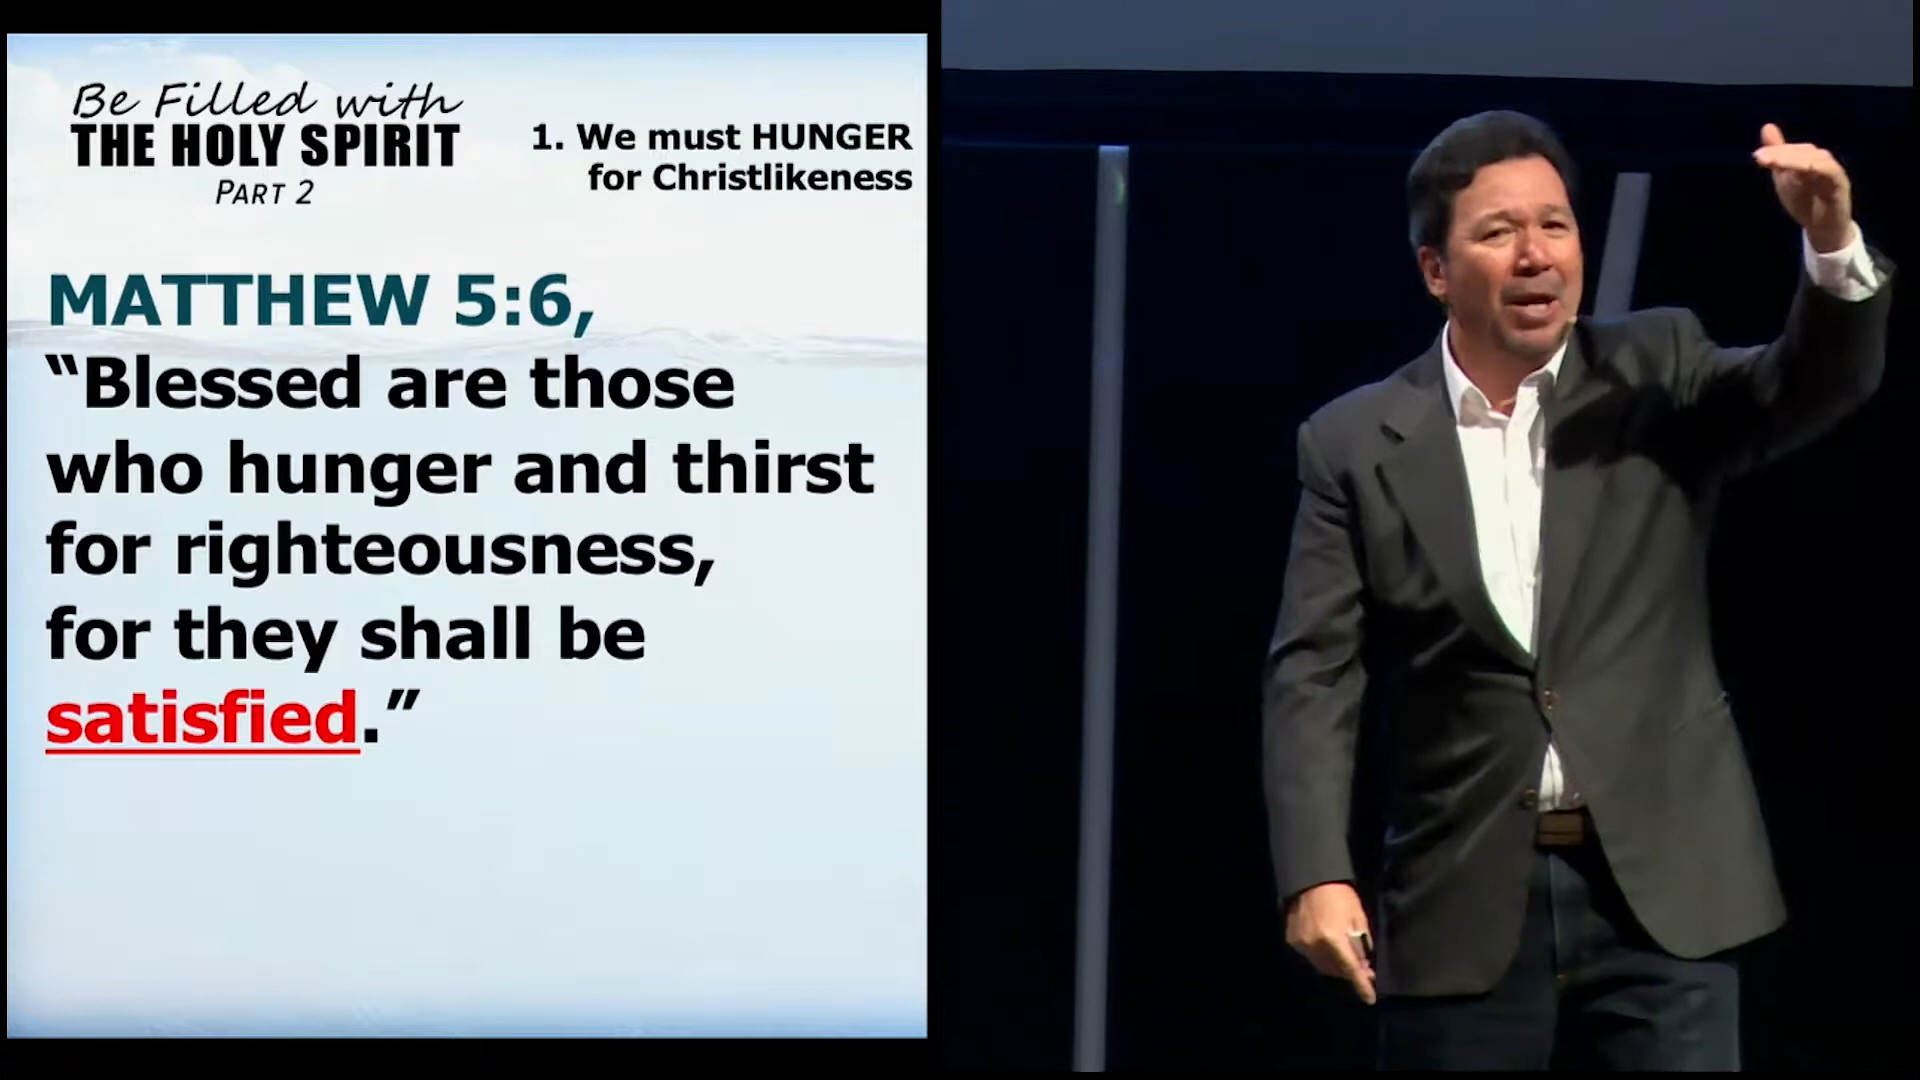 Be Filled with
THE HOLY SPIRIT
PART 2
1. We must HUNGER
for Christlikeness
MATTHEW 5:6,
“Blessed are those
who hunger and thirst
for righteousness,
for they shall be
satisfied.”